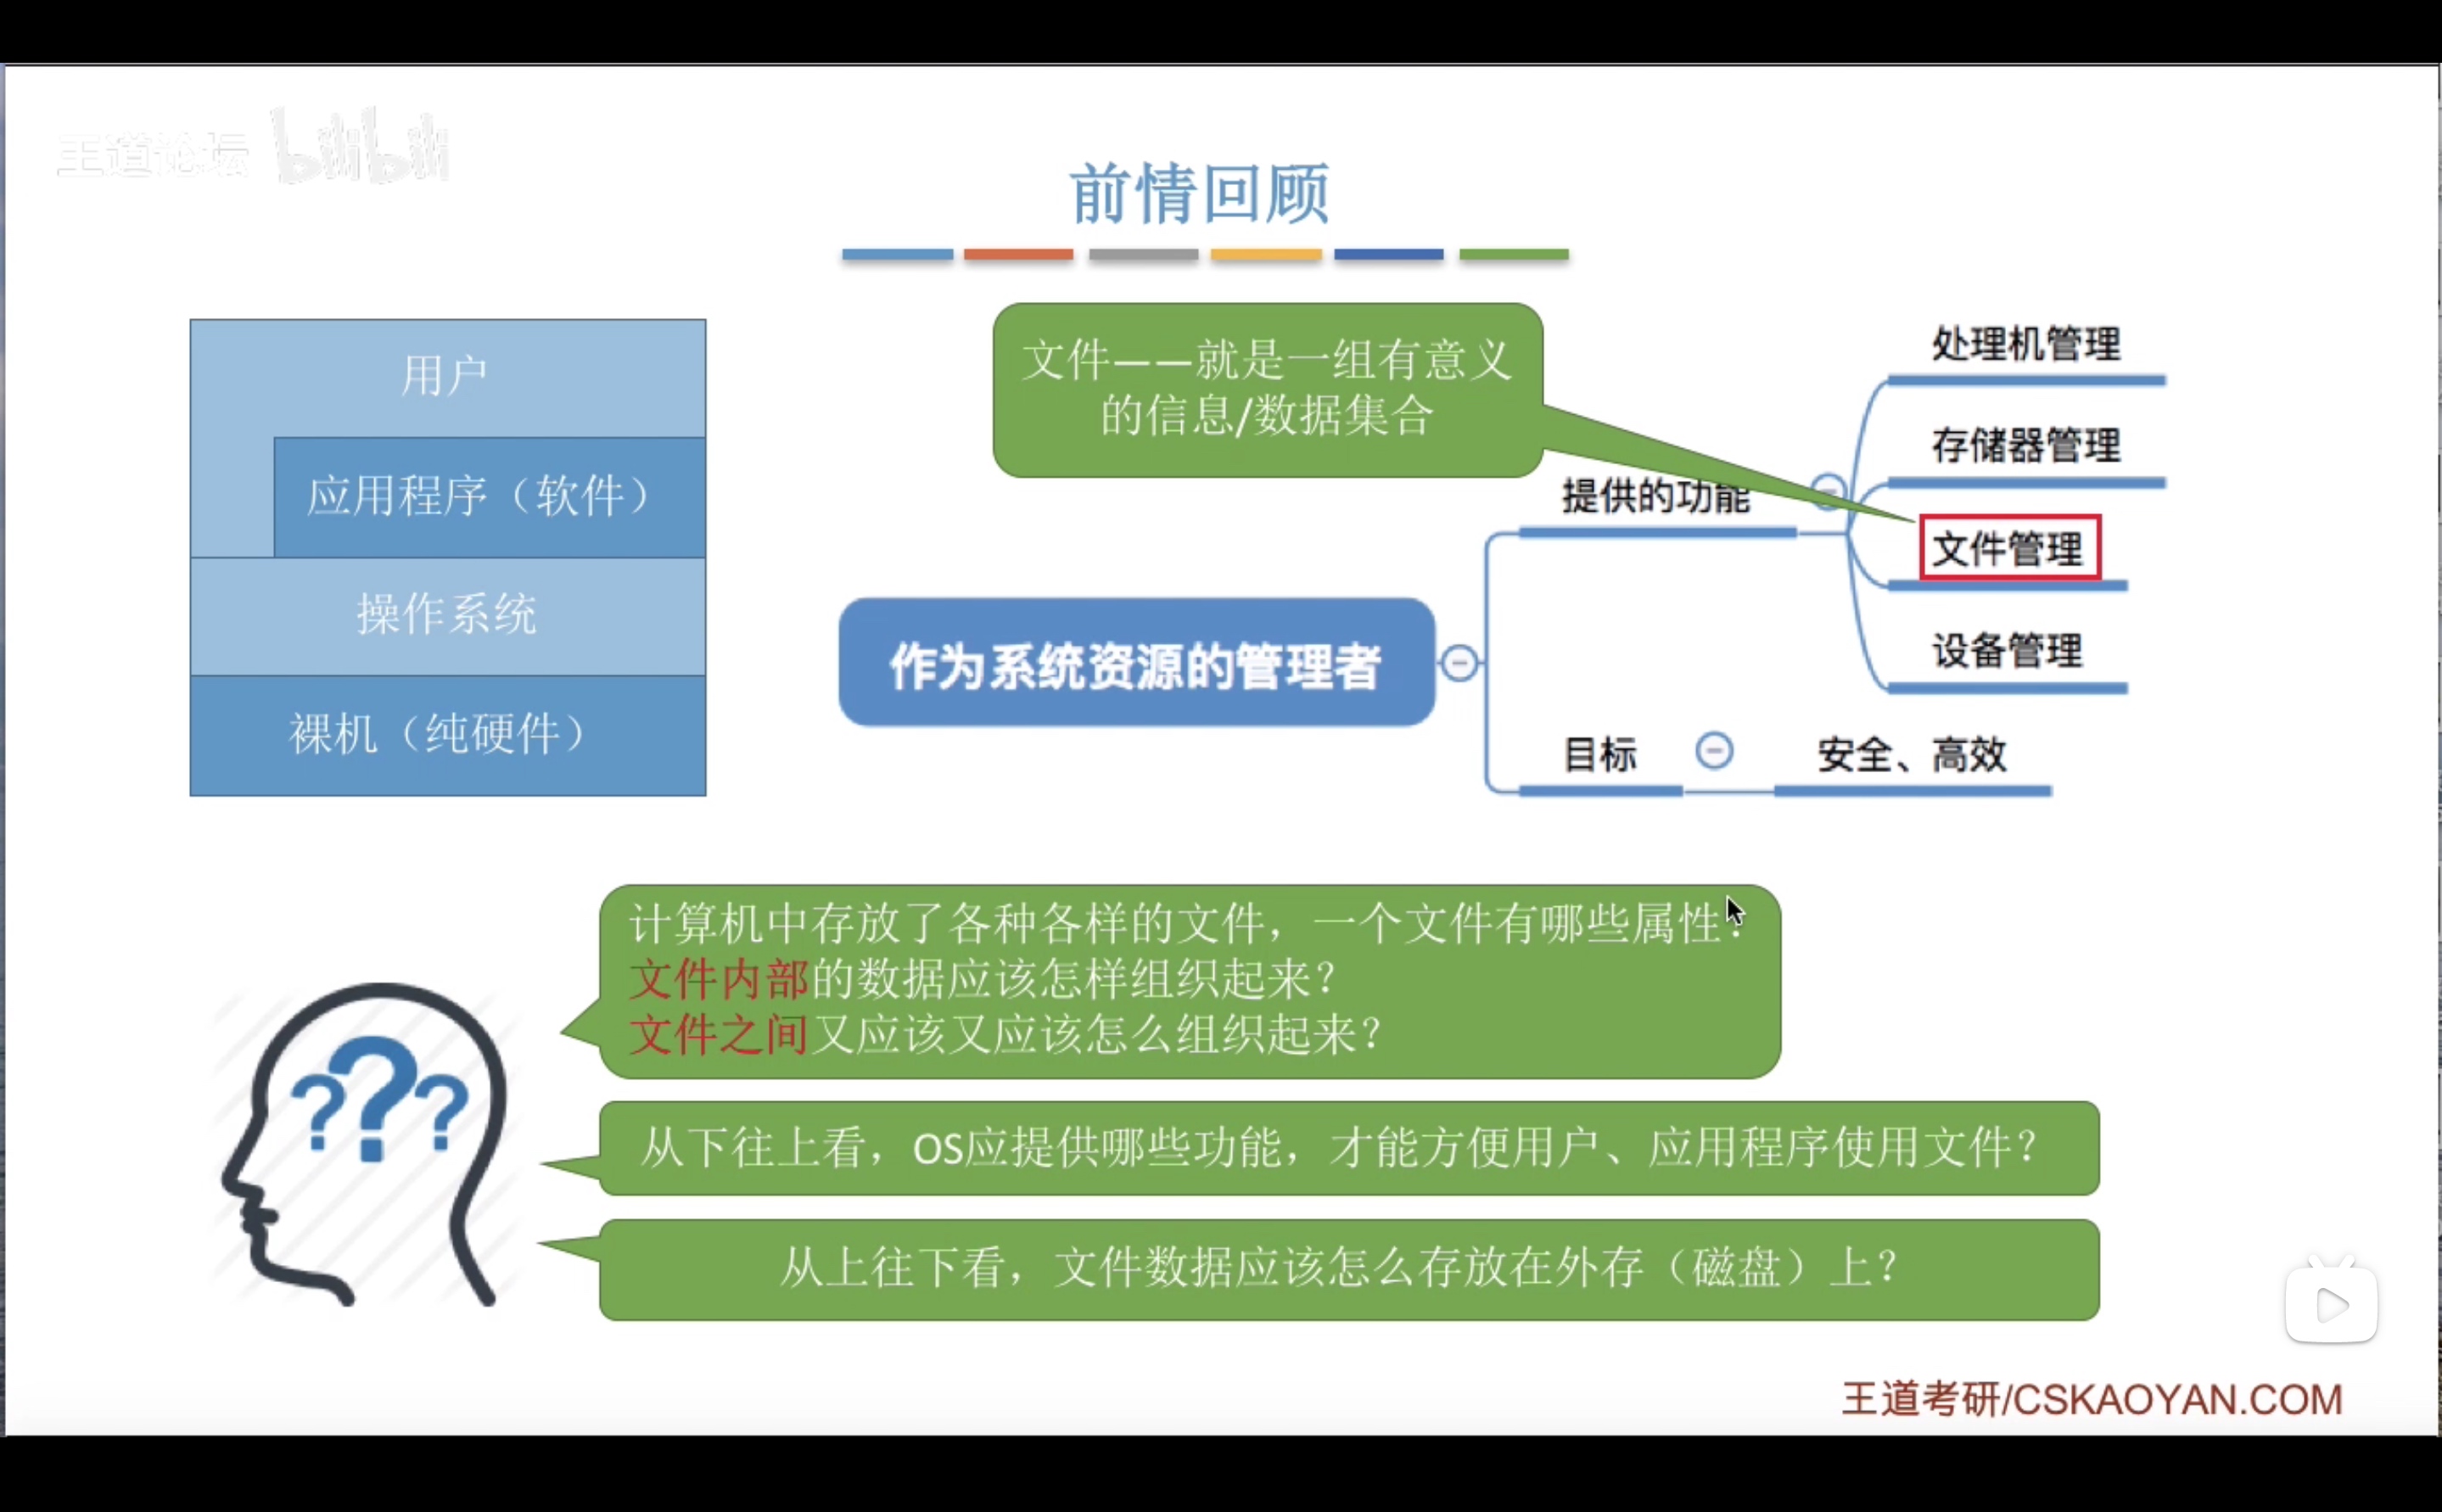 王道论坛 bilibili
前情回顾
用户
应用程序（软件）
操作系统
裸机（纯硬件）
文件——就是一组有意义
的信息/数据集合
作为系统资源的管理者
提供的功能
处理机管理
存储器管理
文件管理
设备管理
目标
安全、高效
计算机中存放了各种各样的文件，一个文件有哪些属性？
文件内部的数据应该怎样组织起来？
文件之间又应该又应该怎么组织起来？
从下往上看，OS应提供哪些功能，才能方便用户、应用程序使用文件？
从上往下看，文件数据应该怎么存放在外存（磁盘）上？
???
王道考研/CSKAOYAN.COM